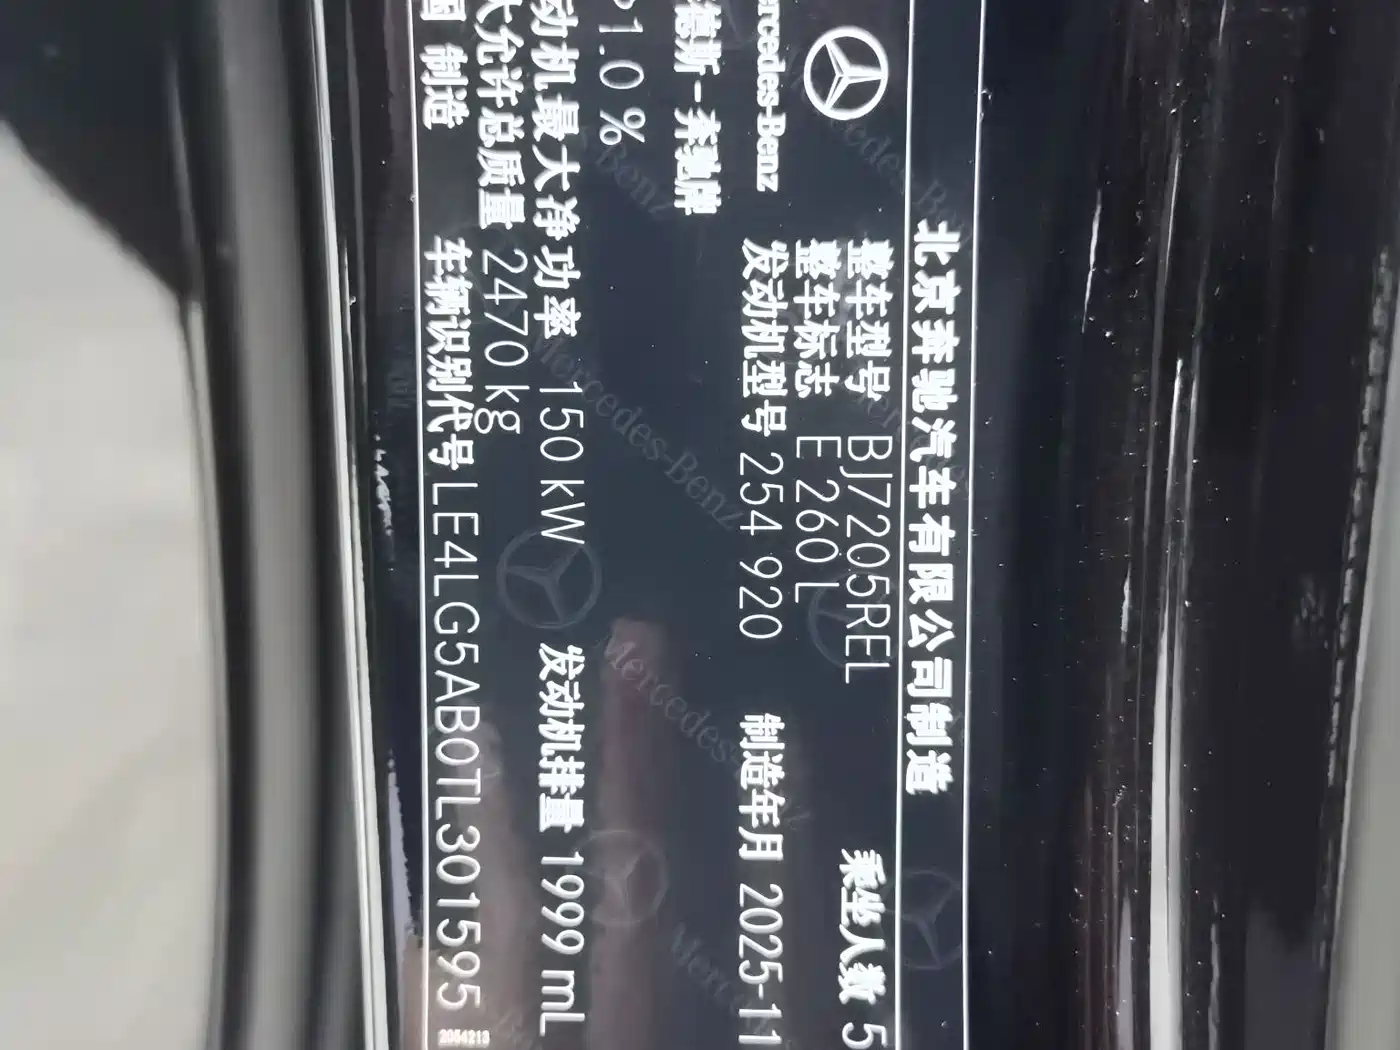 北京奔驰汽车有限公司制造
整车型号 BJ7205REL 乘坐人数 5
整车标志 E 260 L
Mercedes-Benz 发动机型号 254 920 制造年月 2025-11
德斯-奔驰牌
>1.0 %
动机最大净功率 150 kW 发动机排量 1999 mL
大允许总质量 2470 kg
国 制造 车辆识别代号 LE4LG5AB0TL301595
2054213